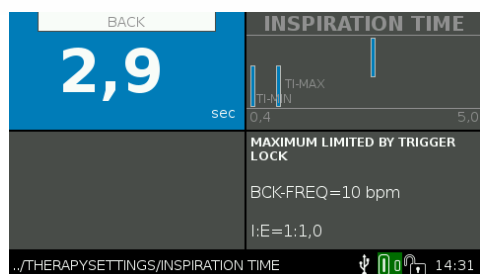 BACK
2,9
sec
INSPIRATION TIME
TI-MAX
TI-MIN
0,4 5,0
MAXIMUM LIMITED BY TRIGGER
LOCK
BCK-FREQ=10 bpm
I:E=1:1,0
../THERAPYSETTINGS/INSPIRATION TIME 14:31